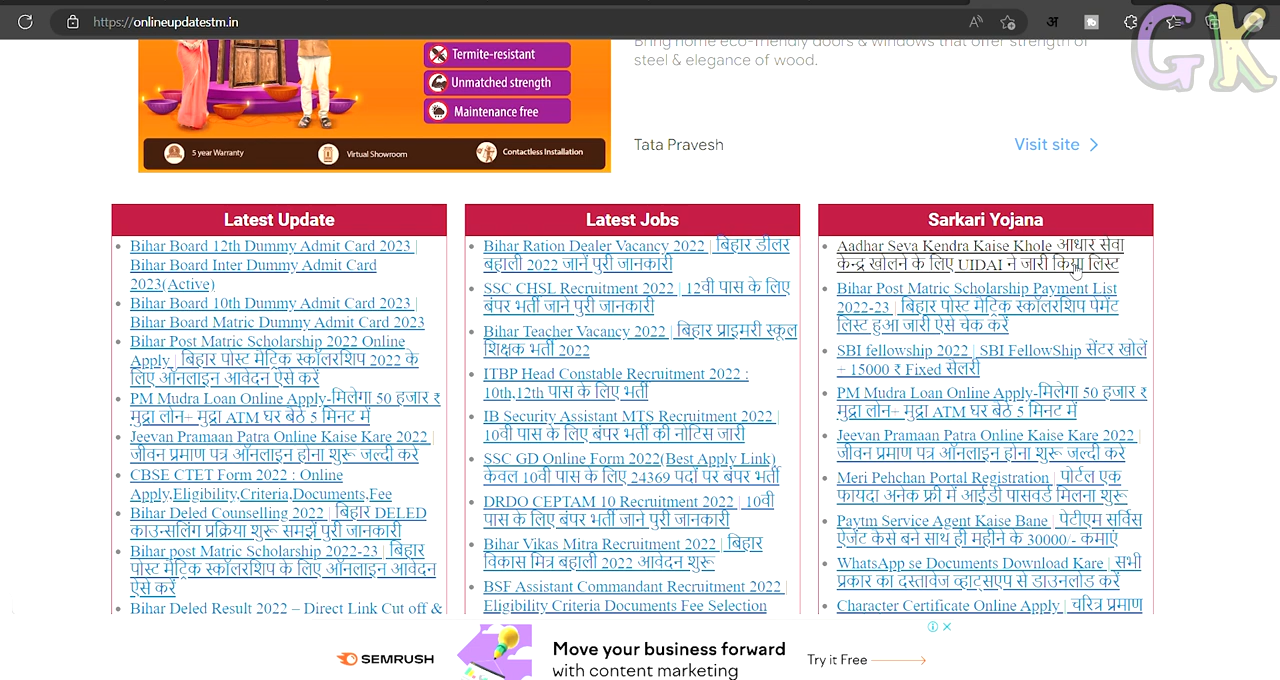 https://onlineupdatestm.in
GK
Termite-resistant
Unmatched strength
Maintenance free
5 year Warranty
Virtual Showroom
Contactless Installation
Bring home eco-friendly doors & windows that offer strength of
steel & elegance of wood.
Tata Pravesh
Visit site
Latest Update
Bihar Board 12th Dummy Admit Card 2023 |
Bihar Board Inter Dummy Admit Card
2023(Active)
Bihar Board 10th Dummy Admit Card 2023 |
Bihar Board Matric Dummy Admit Card 2023
Bihar Post Matric Scholarship 2022 Online
Apply | बिहार पोस्ट मेट्रिक स्कॉलरशिप 2022 के
लिए ऑनलाइन आवेदन ऐसे करें
PM Mudra Loan Online Apply-मिलेगा 50 हजार ₹
मुद्रा लोन+ मुद्रा ATM घर बेठे 5 मिनट में
Jeevan Pramaan Patra Online Kaise Kare 2022 |
जीवन प्रमाण पत्र ऑनलाइन होना शुरू जल्दी करे
CBSE CTET Form 2022 : Online
Apply,Eligibility,Criteria,Documents,Fee
Bihar Deled Counselling 2022 | बिहार DELED
काउन्सलिंग प्रक्रिया शुरू समझें पुरी जानकारी
Bihar post Matric Scholarship 2022-23 | बिहार
पोस्ट मेट्रिक स्कॉलरशिप के लिए ऑनलाइन आवेदन
ऐसे करें
Bihar Deled Result 2022 – Direct Link Cut off &
Latest Jobs
Bihar Ration Dealer Vacancy 2022 | बिहार डीलर
बहाली 2022 जानें पुरी जानकारी
SSC CHSL Recruitment 2022 | 12वी पास के लिए
बंपर भर्ती जाने पुरी जानकारी
Bihar Teacher Vacancy 2022 | बिहार प्राइमरी स्कूल
शिक्षक भर्ती 2022
ITBP Head Constable Recruitment 2022 :
10th,12th पास के लिए भर्ती
IB Security Assistant MTS Recruitment 2022 |
10वी पास के लिए बंपर भर्ती की नोटिस जारी
SSC GD Online Form 2022(Best Apply Link)
केवल 10वी पास के लिए 24369 पदों पर बंपर भर्ती
DRDO CEPTAM 10 Recruitment 2022 | 10वी
पास के लिए बंपर भर्ती जाने पुरी जानकारी
Bihar Vikas Mitra Recruitment 2022 | बिहार
विकास मित्र बहाली 2022 आवेदन शुरू
BSF Assistant Commandant Recruitment 2022 |
Eligibility Criteria Documents Fee Selection
Sarkari Yojana
Aadhar Seva Kendra Kaise Khole आधार सेवा
केन्द्र खोलने के लिए UIDAI ने जारी किया लिस्ट
Bihar Post Matric Scholarship Payment List
2022-23 | बिहार पोस्ट मेट्रिक स्कॉलरशिप पेमेंट
लिस्ट हुआ जारी ऐसे चेक करें
SBI fellowship 2022 | SBI FellowShip सेंटर खोलें
+ 15000 ₹ Fixed सैलरी
PM Mudra Loan Online Apply-मिलेगा 50 हजार ₹
मुद्रा लोन+ मुद्रा ATM घर बेठे 5 मिनट में
Jeevan Pramaan Patra Online Kaise Kare 2022 |
जीवन प्रमाण पत्र ऑनलाइन होना शुरू जल्दी करे
Meri Pehchan Portal Registration | पोर्टल एक
फायदा अनेक फ्री में आईडी पासवर्ड मिलना शुरू
Paytm Service Agent Kaise Bane | पेटीएम सर्विस
ऐजेंट केसे बने साथ ही महीने के 30000/- कमाएं
WhatsApp se Documents Download Kare | सभी
प्रकार का दस्तावेज व्हाटसएप से डाउनलोड करें
Character Certificate Online Apply | चरित्र प्रमाण
SEMRUSH
Move your business forward
with content marketing
Try it Free